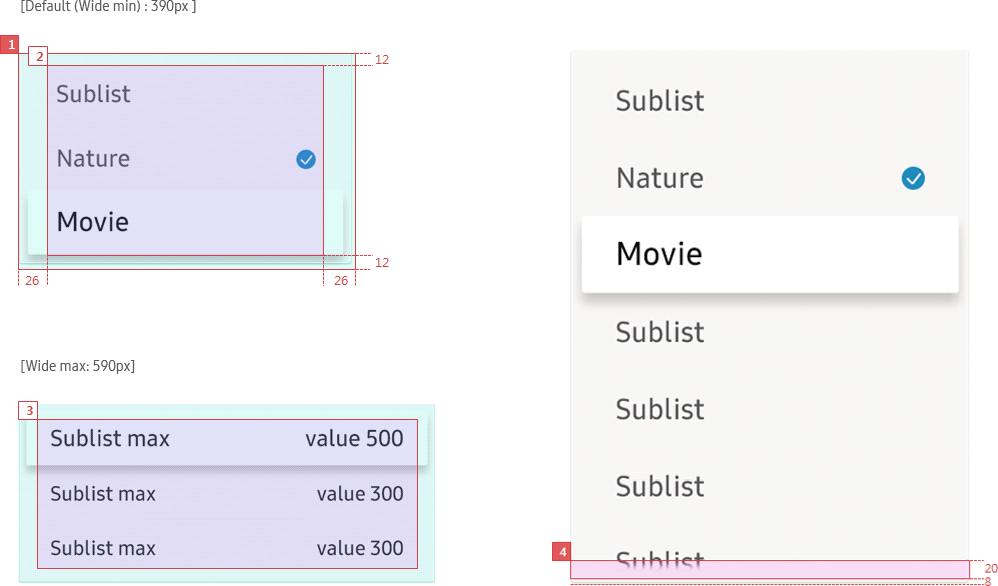 [Default (Wide min) : 390px ]
1
2
12
Sublist
Nature
Movie
12
26
26
[Wide max: 590px]
3
Sublist max value 500
Sublist max value 300
Sublist max value 300
Sublist
Nature
Movie
Sublist
Sublist
Sublist
Sublist
4
20
8